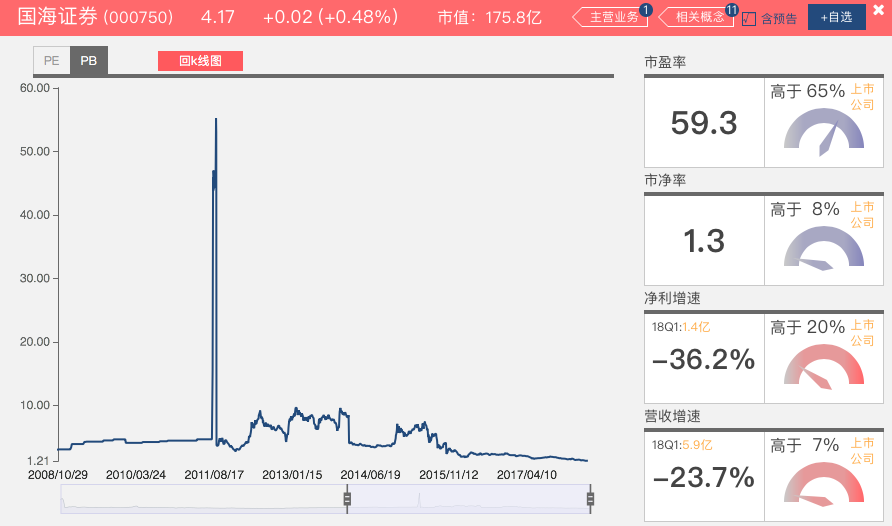 国海证券 (000750) 4.17 +0.02 (+0.48%) 市值: 175.8亿 主营业务 1 相关概念 11 含预告 +自选
PE PB 回k线图
60.00
50.00
40.00
30.00
20.00
10.00
1.21
2008/10/29 2010/03/24 2011/08/17 2013/01/15 2014/06/19 2015/11/12 2017/04/10
市盈率
59.3
高于 65% 上市
公司
市净率
1.3
高于 8% 上市
公司
净利增速
18Q1:1.4亿
-36.2%
高于 20% 上市
公司
营收增速
18Q1:5.9亿
-23.7%
高于 7% 上市
公司